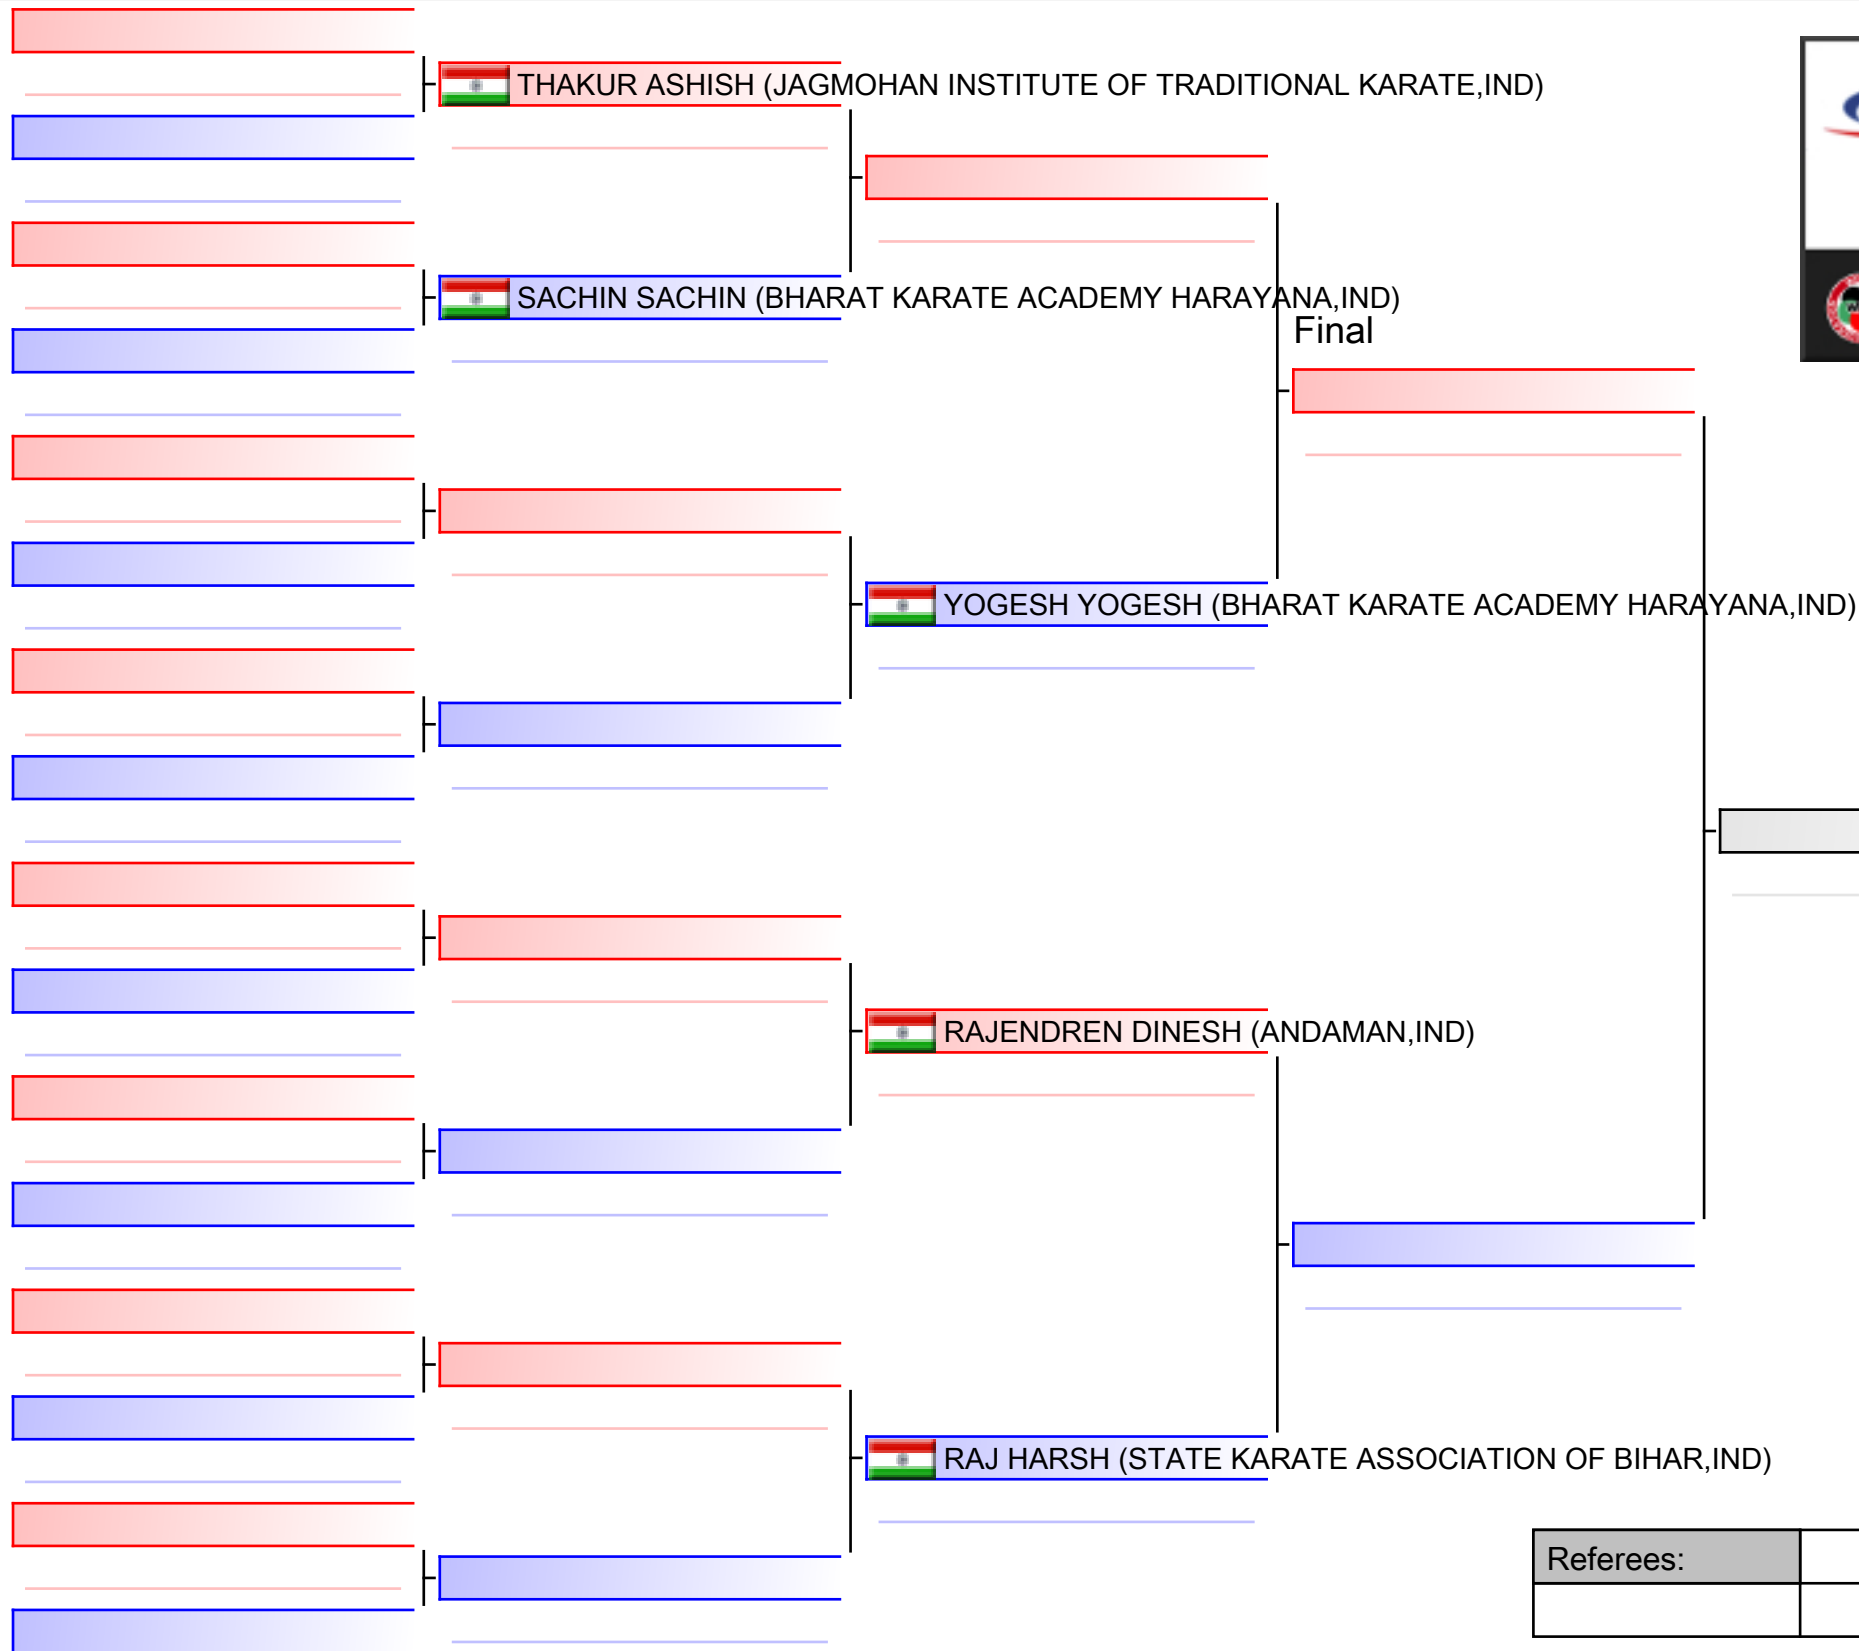 THAKUR ASHISH (JAGMOHAN INSTITUTE OF TRADITIONAL KARATE,IND)
SACHIN SACHIN (BHARAT KARATE ACADEMY HARAYANA,IND)
Final
YOGESH YOGESH (BHARAT KARATE ACADEMY HARAYANA,IND)
RAJENDREN DINESH (ANDAMAN,IND)
RAJ HARSH (STATE KARATE ASSOCIATION OF BIHAR,IND)
Referees: